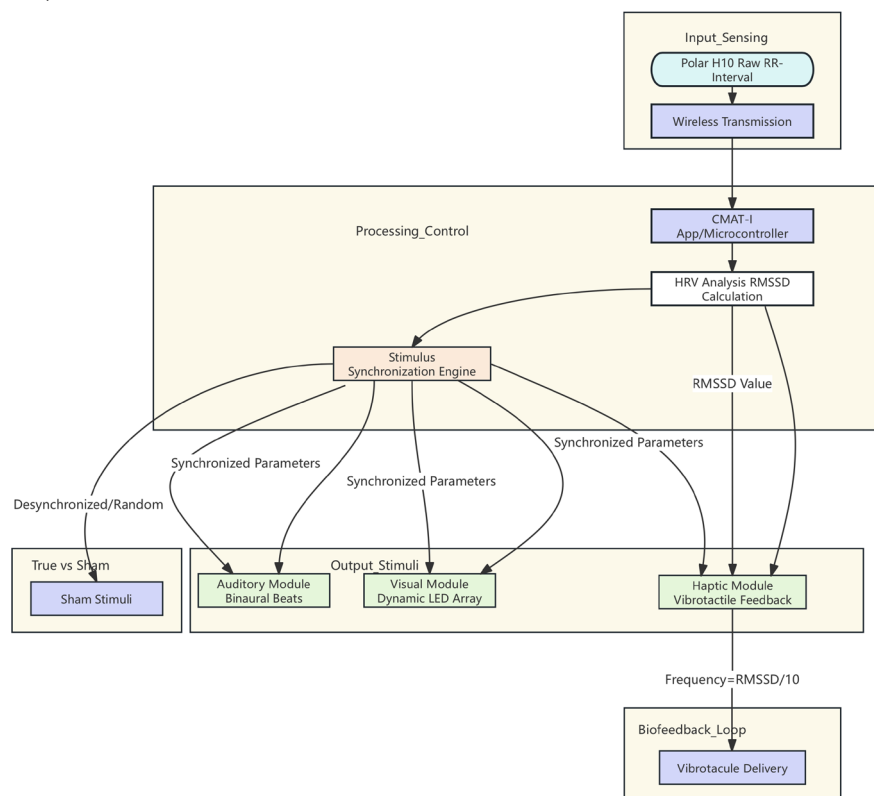 Input_Sensing
Polar H10 Raw RR-
Interval
Wireless Transmission
Processing_Control
CMAT-I
App/Microcontroller
HRV Analysis RMSSD
Calculation
Stimulus
Synchronization Engine
RMSSD Value
Synchronized Parameters
Synchronized Parameters
Synchronized Parameters
Desynchronized/Random
True vs Sham
Sham Stimuli
Output_Stimuli
Auditory Module
Binaural Beats
Visual Module
Dynamic LED Array
Haptic Module
Vibrotactile Feedback
Frequency=RMSSD/10
Biofeedback_Loop
Vibrotacule Delivery